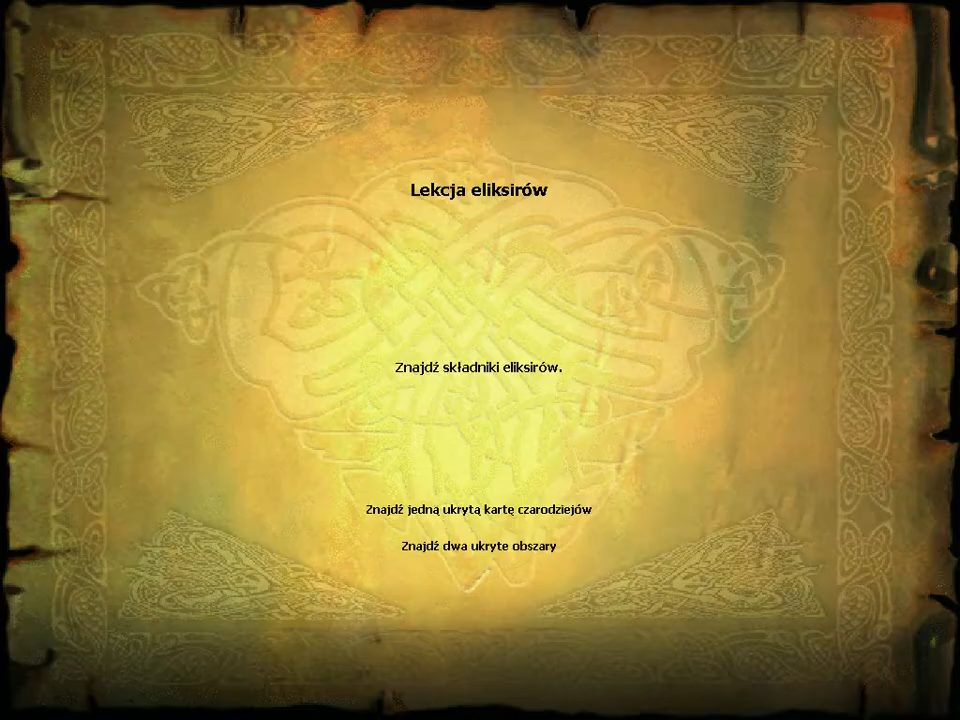 Lekcja eliksirów
Znajdź składniki eliksirów.
Znajdź jedną ukrytą kartę czarodziejów
Znajdź dwa ukryte obszary